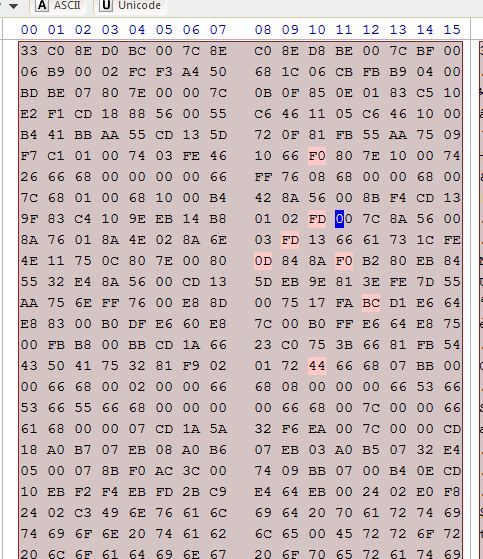 A ASCII U Unicode
00 01 02 03 04 05 06 07 08 09 10 11 12 13 14 15
33 C0 8E D0 BC 00 7C 8E C0 8E D8 BE 00 7C BF 00
06 B9 00 02 FC F3 A4 50 68 1C 06 CB FB B9 04 00
BD BE 07 80 7E 00 00 7C 0B 0F 85 0E 01 83 C5 10
E2 F1 CD 18 88 56 00 55 C6 46 11 05 C6 46 10 00
B4 41 BB AA 55 CD 13 5D 72 0F 81 FB 55 AA 75 09
F7 C1 01 00 74 03 FE 46 10 66 F0 80 7E 10 00 74
26 66 68 00 00 00 00 66 FF 76 08 68 00 00 68 00
7C 68 01 00 68 10 00 B4 42 8A 56 00 8B F4 CD 13
9F 83 C4 10 9E EB 14 B8 01 02 FD 00 7C 8A 56 00
8A 76 01 8A 4E 02 8A 6E 03 FD 13 66 61 73 1C FE
4E 11 75 0C 80 7E 00 80 0D 84 8A F0 B2 80 EB 84
55 32 E4 8A 56 00 CD 13 5D EB 9E 81 3E FE 7D 55
AA 75 6E FF 76 00 E8 8D 00 75 17 FA BC D1 E6 64
E8 83 00 B0 DF E6 60 E8 7C 00 B0 FF E6 64 E8 75
00 FB B8 00 BB CD 1A 66 23 C0 75 3B 66 81 FB 54
43 50 41 75 32 81 F9 02 01 72 44 66 68 07 BB 00
00 66 68 00 02 00 00 66 68 08 00 00 00 66 53 66
53 66 55 66 68 00 00 00 00 66 68 00 7C 00 00 66
61 68 00 00 07 CD 1A 5A 32 F6 EA 00 7C 00 00 CD
18 A0 B7 07 EB 08 A0 B6 07 EB 03 A0 B5 07 32 E4
05 00 07 8B F0 AC 3C 00 74 09 BB 07 00 B4 0E CD
10 EB F2 F4 EB FD 2B C9 E4 64 EB 00 24 02 E0 F8
24 02 C3 49 6E 76 61 6C 69 64 20 70 61 72 74 69
74 69 6F 6E 20 74 61 62 6C 65 00 45 72 72 6F 72
20 6C 6F 61 64 69 6E 67 20 6F 70 65 72 61 74 69